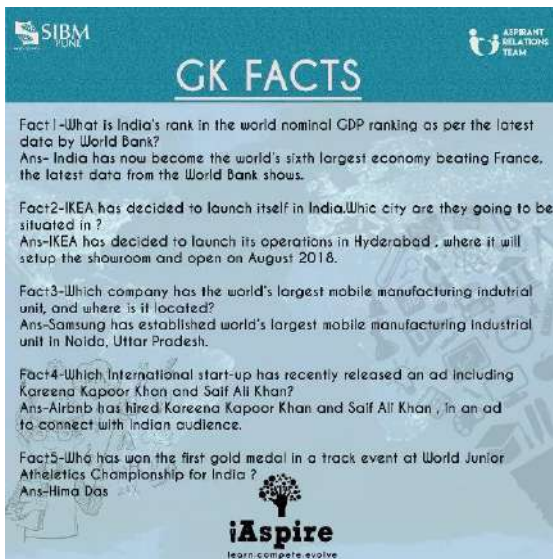 SIBM
PUNE
ASPIRANT
RELATIONS
TEAM
GK FACTS
Fact1-What is India's rank in the world nominal GDP ranking as per the latest
data by World Bank?
Ans- India has now become the world's sixth largest economy beating France,
the latest data from the World Bank shows.
Fact2-IKEA has decided to launch itself in India.Whic city are they going to be
situated in ?
Ans-IKEA has decided to launch its operations in Hyderabad , where it will
setup the showroom and open on August 2018.
Fact3-Which company has the world's largest mobile manufacturing indutrial
unit, and where is it located?
Ans-Samsung has established world's largest mobile manufacturing industrial
unit in Noida, Uttar Pradesh.
Fact4-Which International start-up has recently released an ad including
Kareena Kapoor Khan and Saif Ali Khan?
Ans-Airbnb has hired Kareena Kapoor Khan and Saif Ali Khan , in an ad
to connect with Indian audience.
Fact5-Who has won the first gold medal in a track event at World Junior
Atheletics Championship for India ?
Ans-Hima Das
iAspire
learn.compete.evolve